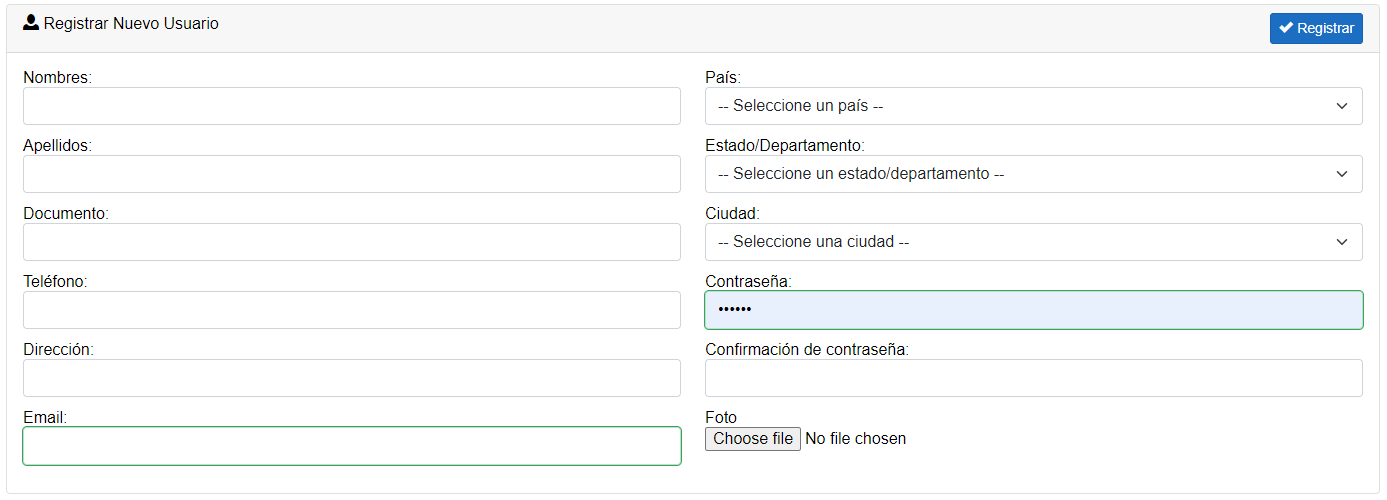 Registrar Nuevo Usuario
Registrar
Nombres:
Apellidos:
Documento:
Teléfono:
Dirección:
Email:
País:
-- Seleccione un país --
Estado/Departamento:
-- Seleccione un estado/departamento --
Ciudad:
-- Seleccione una ciudad --
Contraseña:
••••••
Confirmación de contraseña:
Foto
Choose file No file chosen